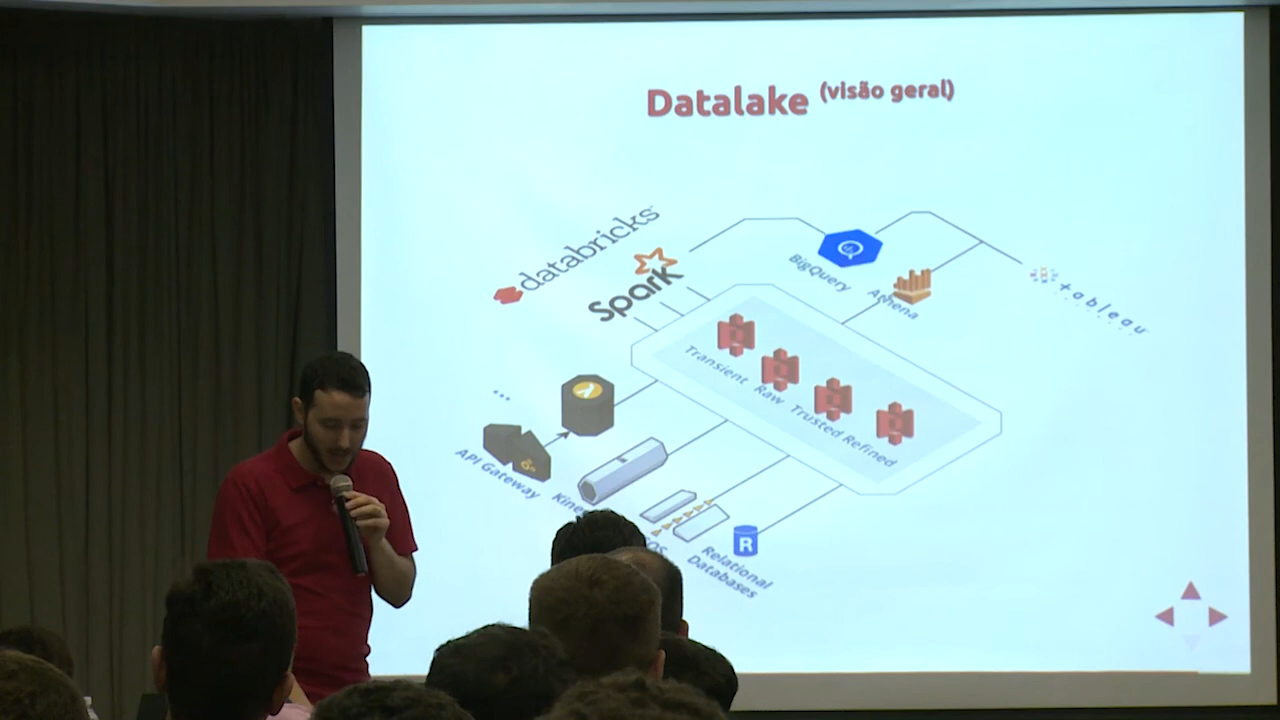 Datalake (visão geral)
databricks
Spark
BigQuery
Athena
tableau
Transient
Raw
Trusted
Refined
...
λ
API Gateway
R
Relational
Databases